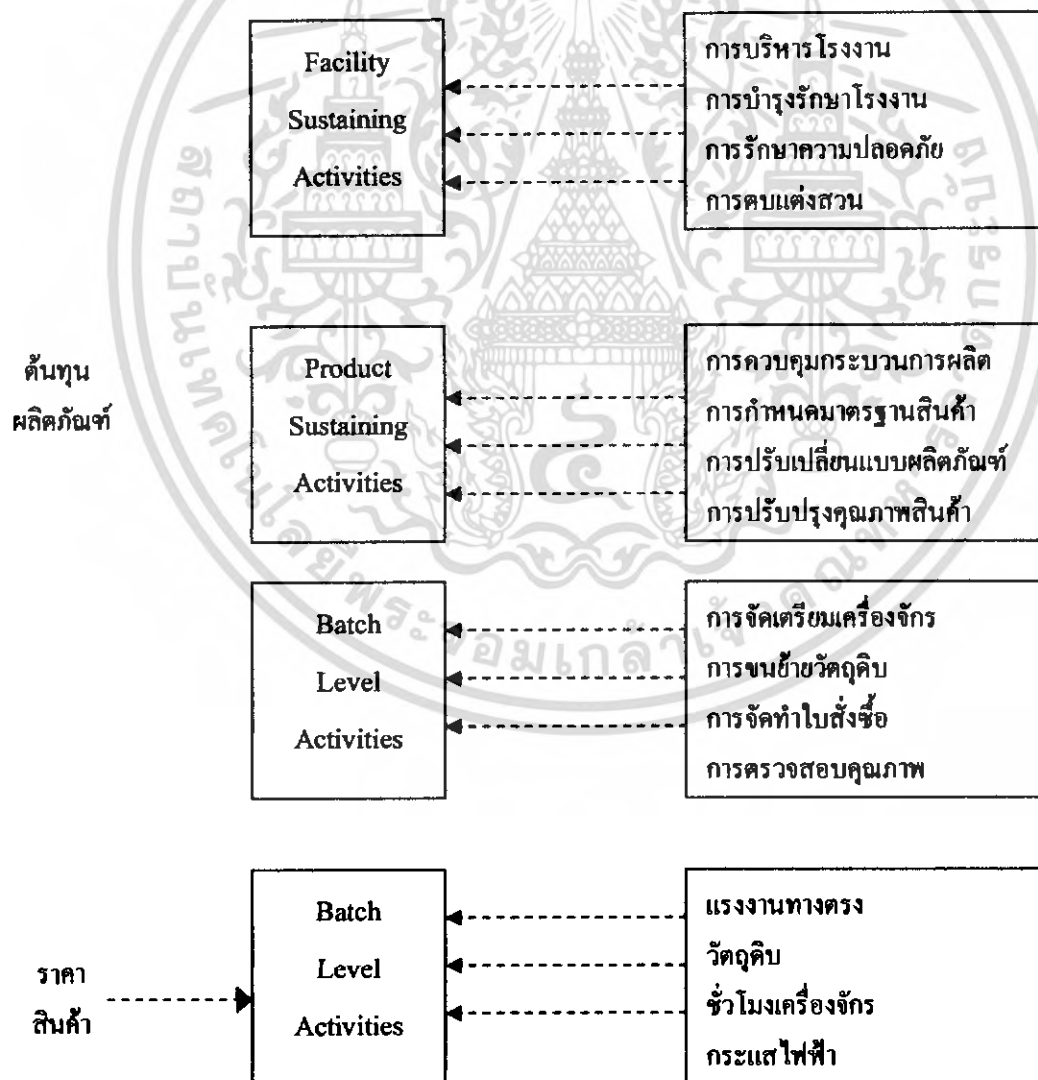 Facility
Sustaining
Activities
การบริหารโรงงาน
การบำรุงรักษาโรงงาน
การรักษาความปลอดภัย
การตบแต่งสวน
ต้นทุน
ผลิตภัณฑ์
Product
Sustaining
Activities
การควบคุมกระบวนการผลิต
การกำหนดมาตรฐานสินค้า
การปรับเปลี่ยนแบบผลิตภัณฑ์
การปรับปรุงคุณภาพสินค้า
Batch
Level
Activities
การจัดเตรียมเครื่องจักร
การขนย้ายวัตถุดิบ
การจัดทำใบสั่งซื้อ
การตรวจสอบคุณภาพ
ราคา
สินค้า
Batch
Level
Activities
แรงงานทางตรง
วัตถุดิบ
ชั่วโมงเครื่องจักร
กระแสไฟฟ้า